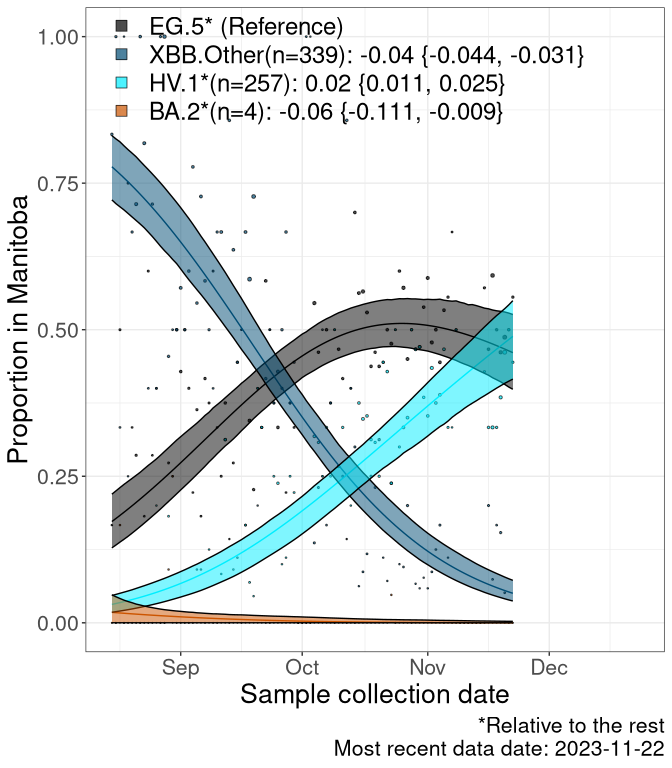 EG.5* (Reference)
XBB.Other(n=339): -0.04 {-0.044, -0.031}
HV.1*(n=257): 0.02 {0.011, 0.025}
BA.2*(n=4): -0.06 {-0.111, -0.009}
1.00
0.75
0.50
0.25
0.00
Proportion in Manitoba
Sep Oct Nov Dec
Sample collection date
*Relative to the rest
Most recent data date: 2023-11-22